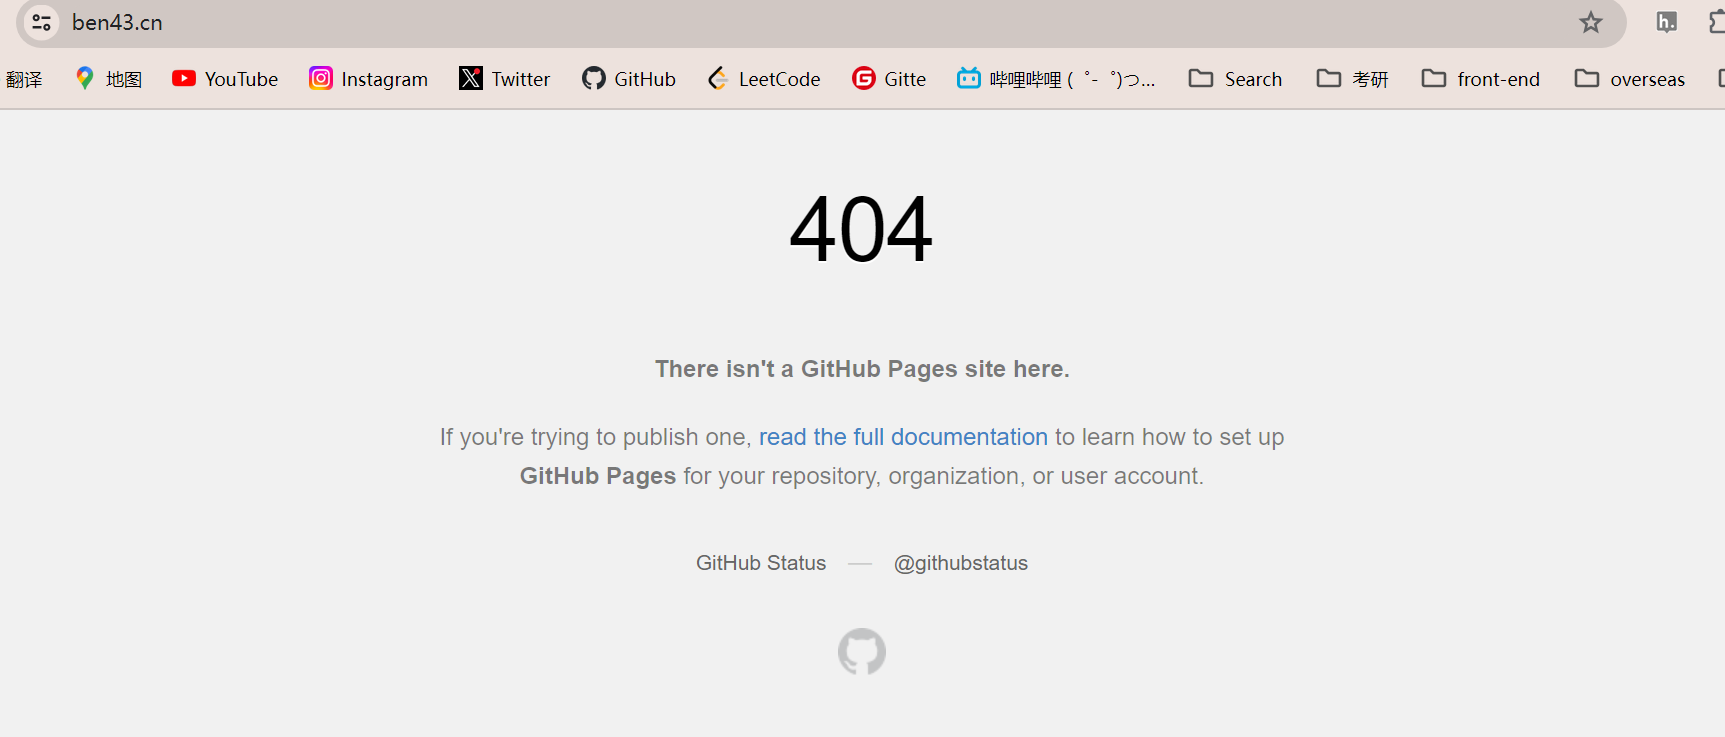 ben43.cn
h.
翻译 地图 YouTube Instagram Twitter GitHub LeetCode Gitte 哔哩哔哩 ( ゜- ゜)つ... Search 考研 front-end overseas
404
There isn't a GitHub Pages site here.
If you're trying to publish one, read the full documentation to learn how to set up
GitHub Pages for your repository, organization, or user account.
GitHub Status — @githubstatus